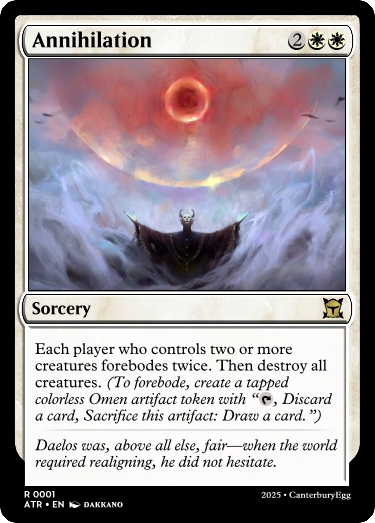 Annihilation 2
Sorcery
Each player who controls two or more
creatures forebodes twice. Then destroy all
creatures. (To forebode, create a tapped
colorless Omen artifact token with “, Discard
a card, Sacrifice this artifact: Draw a card.”)
Daelos was, above all else, fair—when the world
required realigning, he did not hesitate.
R 0001
ATR • EN DAKKANO
2025 • CanterburyEgg